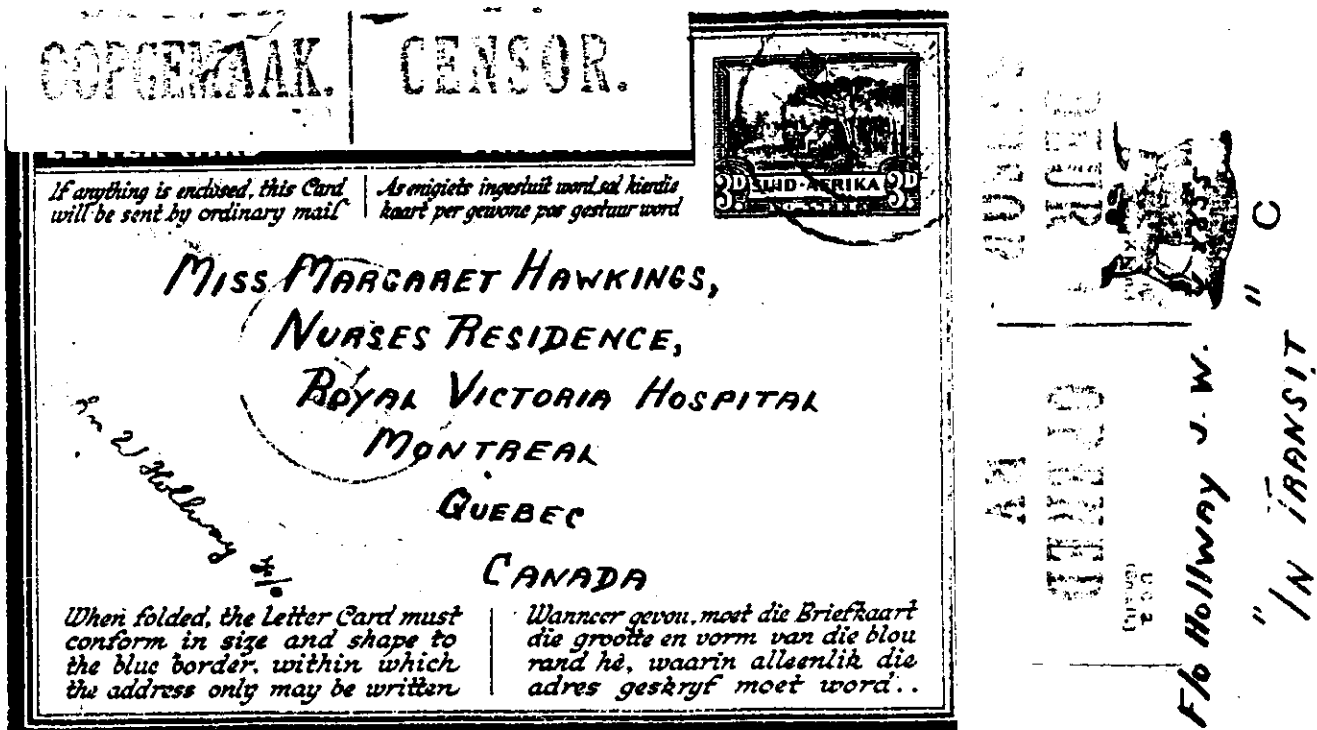 OOPGEMAAK. CENSOR.
If anything is enclosed, this Card
will be sent by ordinary mail
As enigiets ingesluit word, sal hierdie
kaart per gewone pos gestuur word
SUID-AFRIKA
MISS MARGARET HAWKINGS,
NURSES RESIDENCE,
ROYAL VICTORIA HOSPITAL
MONTREAL
QUEBEC
CANADA
W Hollway F/O
When folded, the Letter Card must
conform in size and shape to
the blue border, within which
the address only may be written
Wanneer gevou, moet die Briefkaart
die grootte en vorm van die blou
rand hê, waarin alleenlik die
adres geskryf moet word..
F/O Hollway J. W. C
"IN TRANSIT"